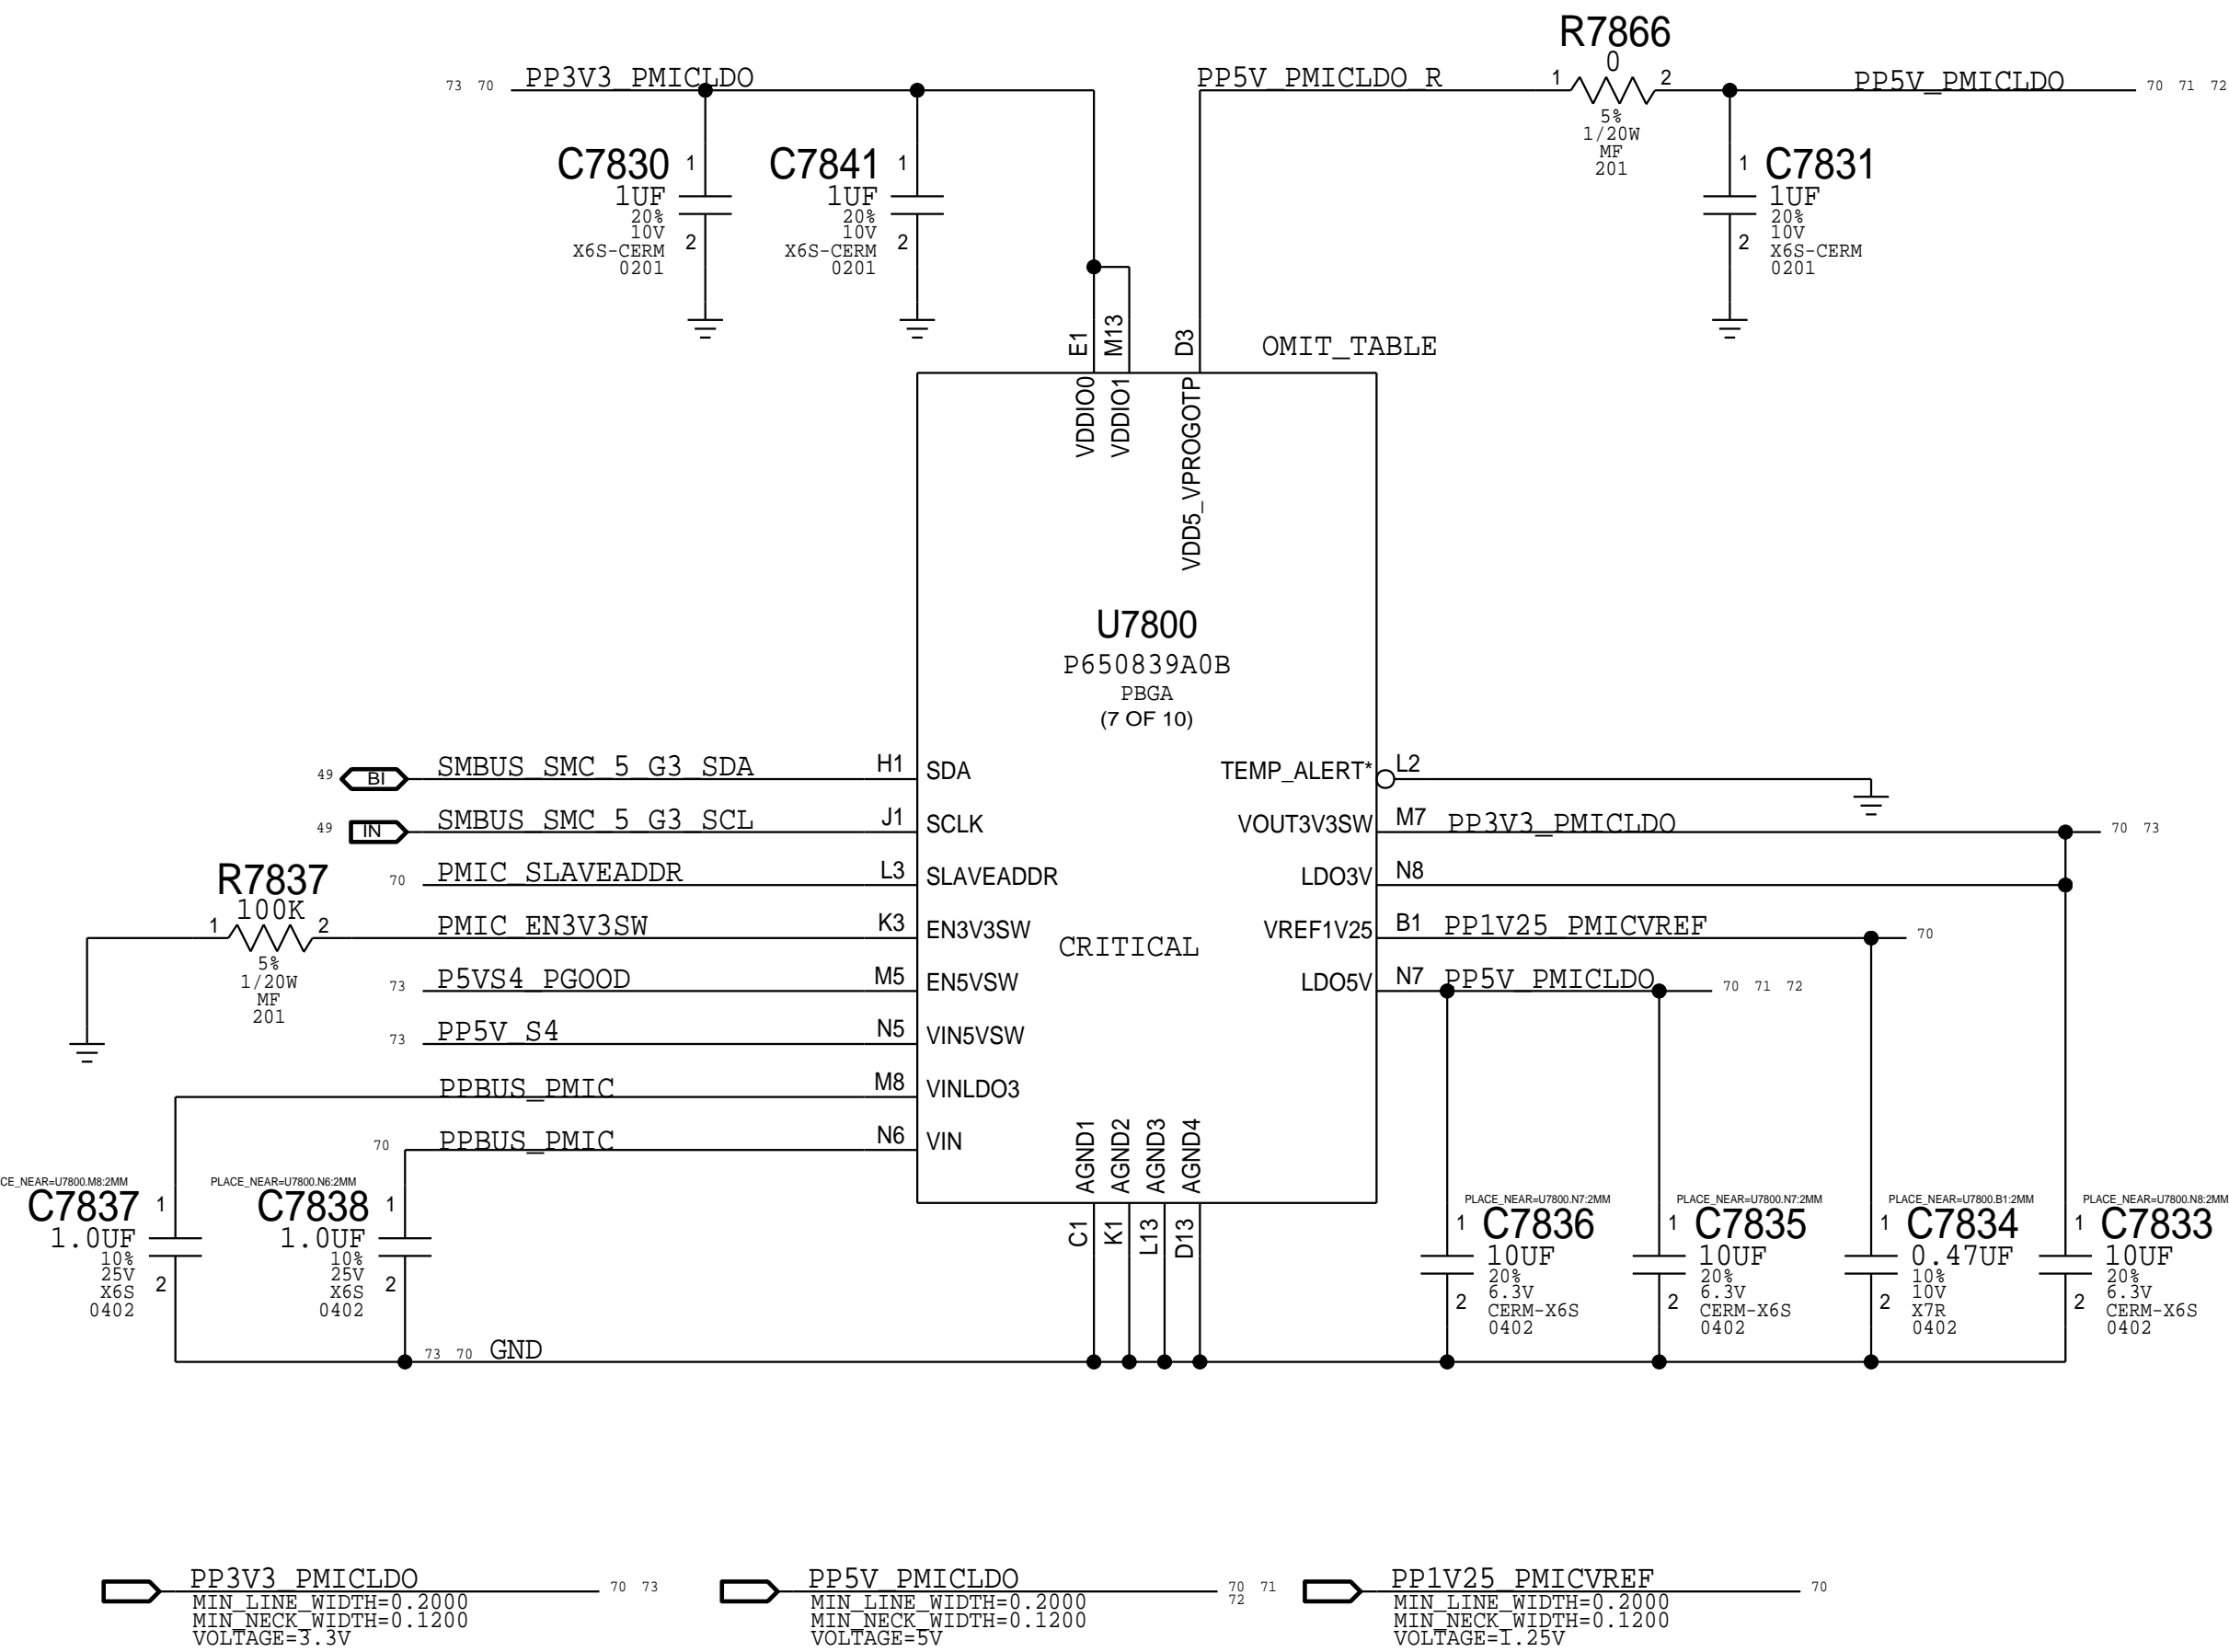 R7866
0
73 70 PP3V3_PMICLDO
PP5V_PMICLDO_R
1 2
PP5V_PMICLDO 70 71 72
5%
1/20W
MF
201
C7830 1
1UF
20%
10V
2
X6S-CERM
0201
C7841 1
1UF
20%
10V
2
X6S-CERM
0201
1 C7831
1UF
20%
10V
2
X6S-CERM
0201
E1
M13
D3
OMIT_TABLE
VDDIO0
VDDIO1
VDD5_VPROGOTP
U7800
P650839A0B
PBGA
(7 OF 10)
49 BI SMBUS_SMC_5_G3_SDA H1 SDA
TEMP_ALERT* L2
49 IN SMBUS_SMC_5_G3_SCL J1 SCLK
VOUT3V3SW M7 PP3V3_PMICLDO 70 73
R7837
100K
1 2
5%
1/20W
MF
201
70 PMIC_SLAVEADDR L3 SLAVEADDR
LDO3V N8
PMIC_EN3V3SW K3 EN3V3SW
CRITICAL
VREF1V25 B1 PP1V25_PMICVREF 70
73 P5VS4_PGOOD M5 EN5VSW
LDO5V N7 PP5V_PMICLDO 70 71 72
73 PP5V_S4 N5 VIN5VSW
PPBUS_PMIC M8 VINLDO3
70 PPBUS_PMIC N6 VIN
AGND1
AGND2
AGND3
AGND4
C1
K1
L13
D13
CE_NEAR=U7800.M8:2MM
C7837 1
1.0UF
10%
25V
2
X6S
0402
PLACE_NEAR=U7800.N6:2MM
C7838 1
1.0UF
10%
25V
2
X6S
0402
PLACE_NEAR=U7800.N7:2MM
1 C7836
10UF
20%
6.3V
2
CERM-X6S
0402
PLACE_NEAR=U7800.N7:2MM
1 C7835
10UF
20%
6.3V
2
CERM-X6S
0402
PLACE_NEAR=U7800.B1:2MM
1 C7834
0.47UF
10%
10V
2
X7R
0402
PLACE_NEAR=U7800.N8:2MM
1 C7833
10UF
20%
6.3V
2
CERM-X6S
0402
73 70 GND
PP3V3_PMICLDO 70 73
MIN_LINE_WIDTH=0.2000
MIN_NECK_WIDTH=0.1200
VOLTAGE=3.3V
PP5V_PMICLDO 70 71
72
MIN_LINE_WIDTH=0.2000
MIN_NECK_WIDTH=0.1200
VOLTAGE=5V
PP1V25_PMICVREF 70
MIN_LINE_WIDTH=0.2000
MIN_NECK_WIDTH=0.1200
VOLTAGE=1.25V